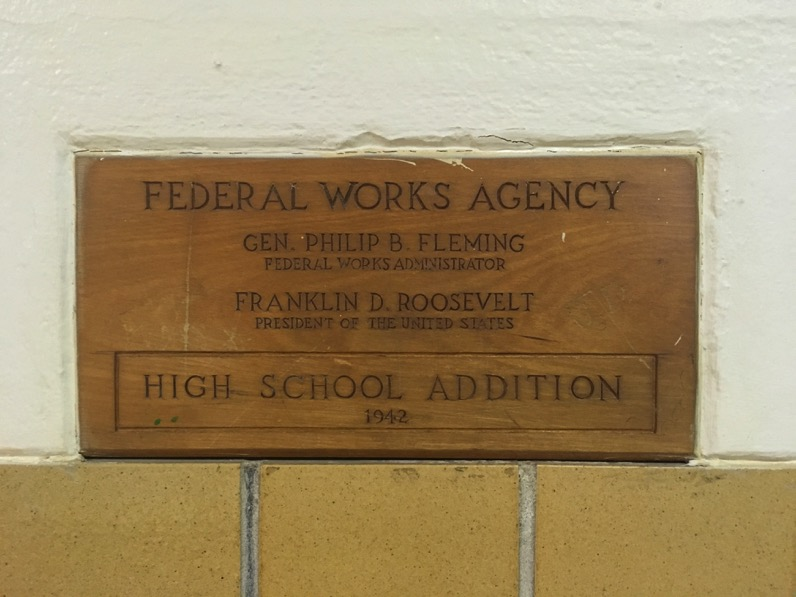 FEDERAL WORKS AGENCY
GEN. PHILIP B. FLEMING
FEDERAL WORKS ADMINISTRATOR
FRANKLIN D. ROOSEVELT
PRESIDENT OF THE UNITED STATES
HIGH SCHOOL ADDITION
1942